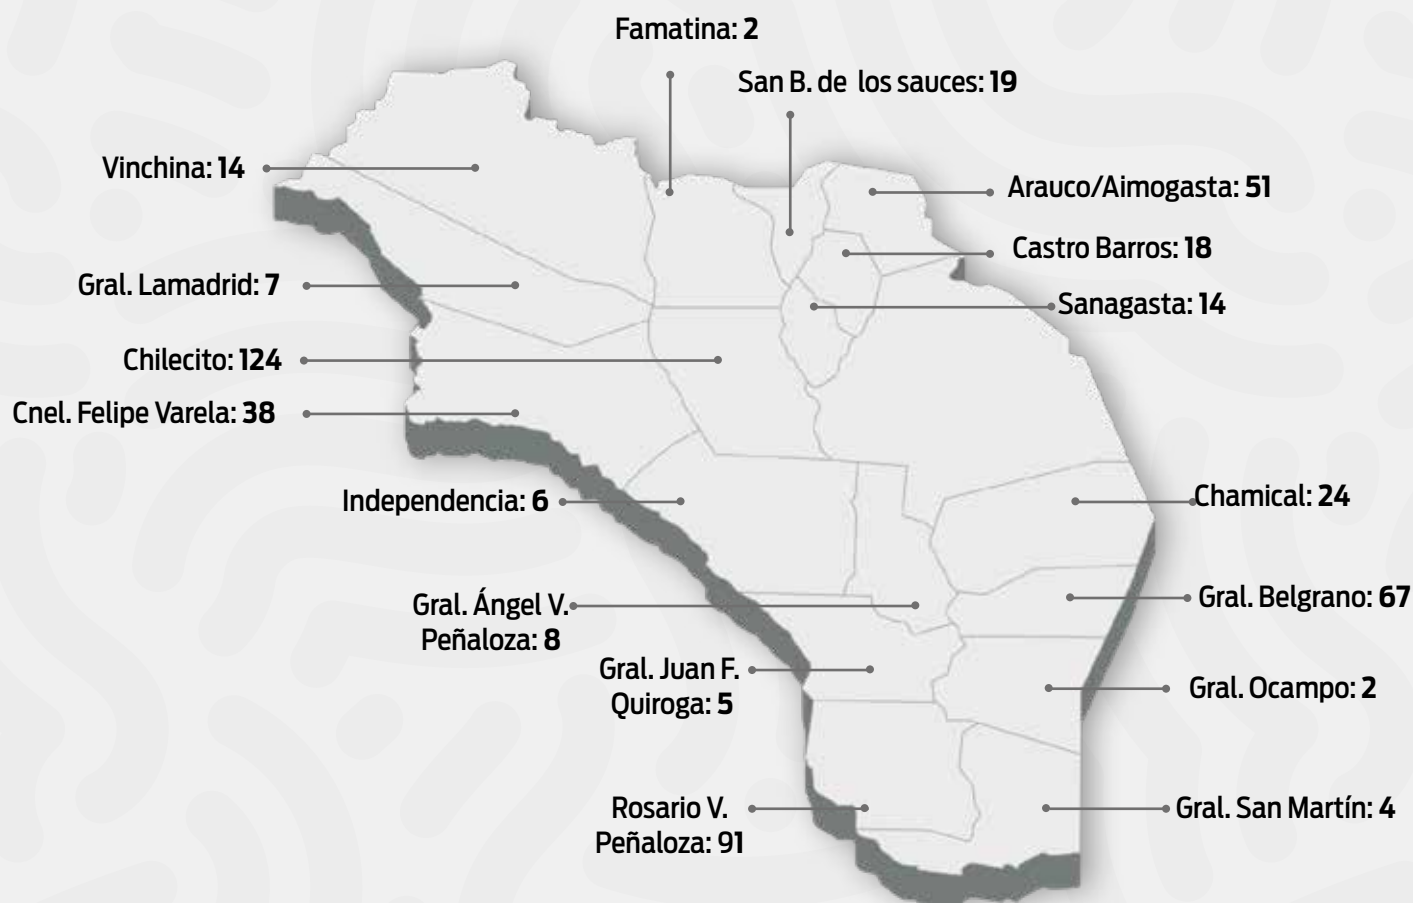 Famatina: 2
San B. de los sauces: 19
Vinchina: 14
Arauco/Aimogasta: 51
Castro Barros: 18
Gral. Lamadrid: 7
Sanagasta: 14
Chilecito: 124
Cnel. Felipe Varela: 38
Independencia: 6
Chamical: 24
Gral. Ángel V.
Peñaloza: 8
Gral. Belgrano: 67
Gral. Juan F.
Quiroga: 5
Gral. Ocampo: 2
Rosario V.
Peñaloza: 91
Gral. San Martín: 4